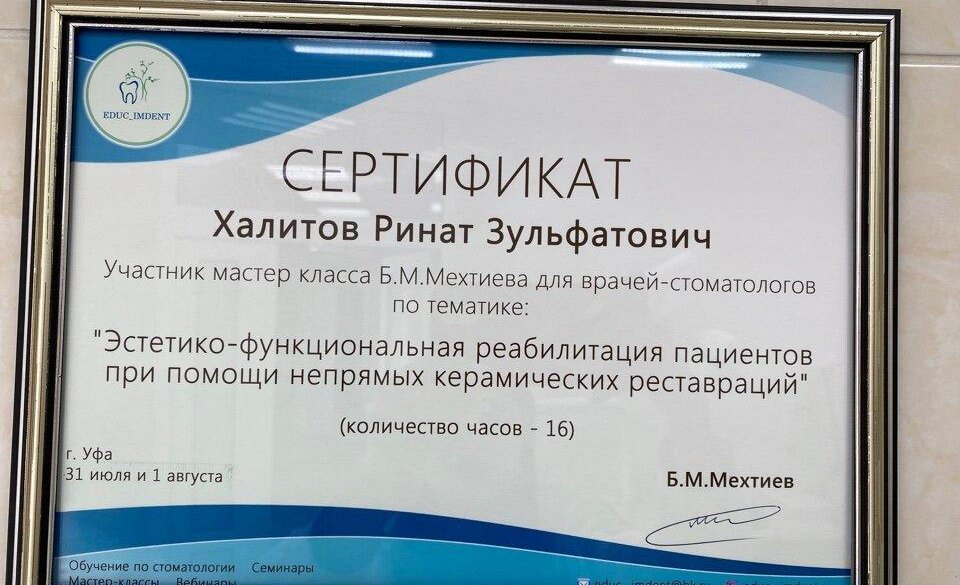 EDUC_IMDENT
СЕРТИФИКАТ
Халитов Ринат Зульфатович
Участник мастер класса Б.М.Мехтиева для врачей-стоматологов
по тематике:
"Эстетико-функциональная реабилитация пациентов
при помощи непрямых керамических реставраций"
(количество часов - 16)
г. Уфа
31 июля и 1 августа
Б.М.Мехтиев
Обучение по стоматологии Семинары
Мастер-классы Вебинары